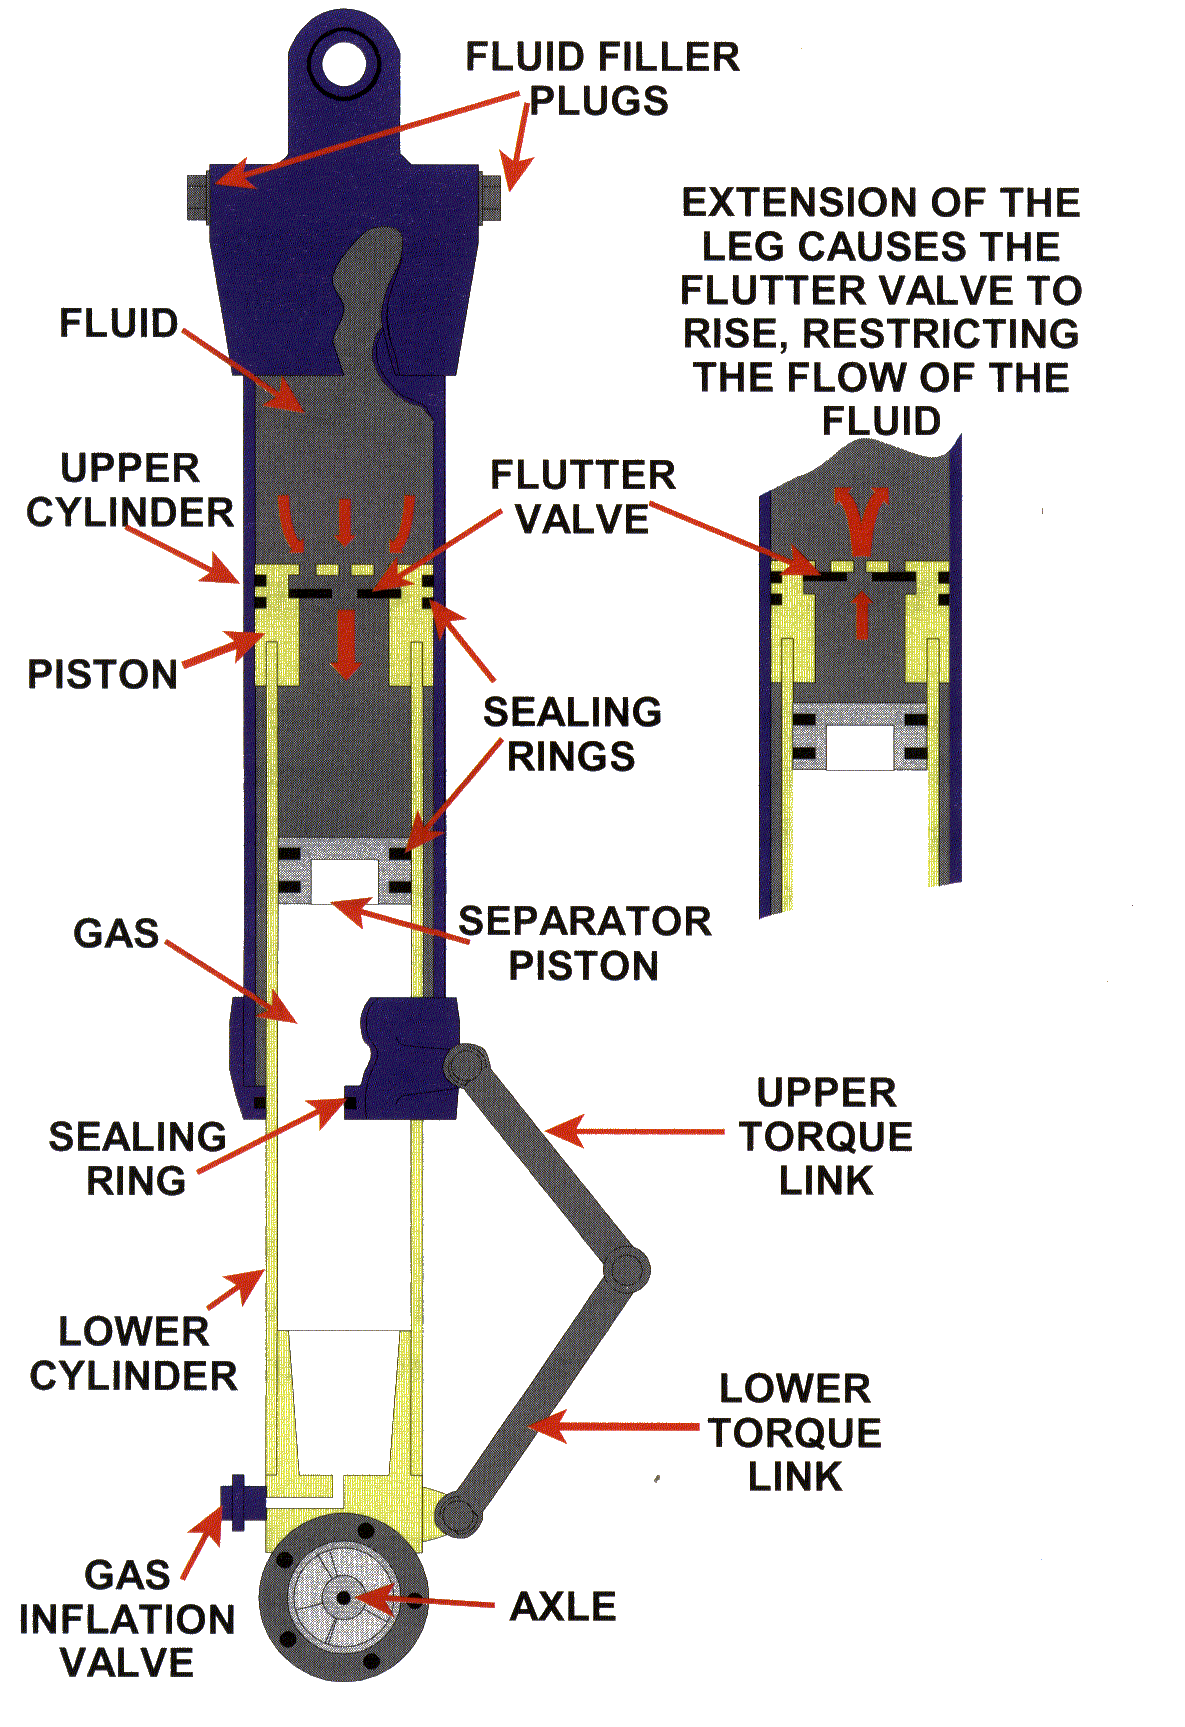 FLUID FILLER
PLUGS
EXTENSION OF THE
LEG CAUSES THE
FLUTTER VALVE TO
RISE, RESTRICTING
THE FLOW OF THE
FLUID
FLUID
UPPER
CYLINDER
FLUTTER
VALVE
PISTON
SEALING
RINGS
GAS
SEPARATOR
PISTON
UPPER
TORQUE
LINK
SEALING
RING
LOWER
CYLINDER
LOWER
TORQUE
LINK
GAS
INFLATION
VALVE
AXLE